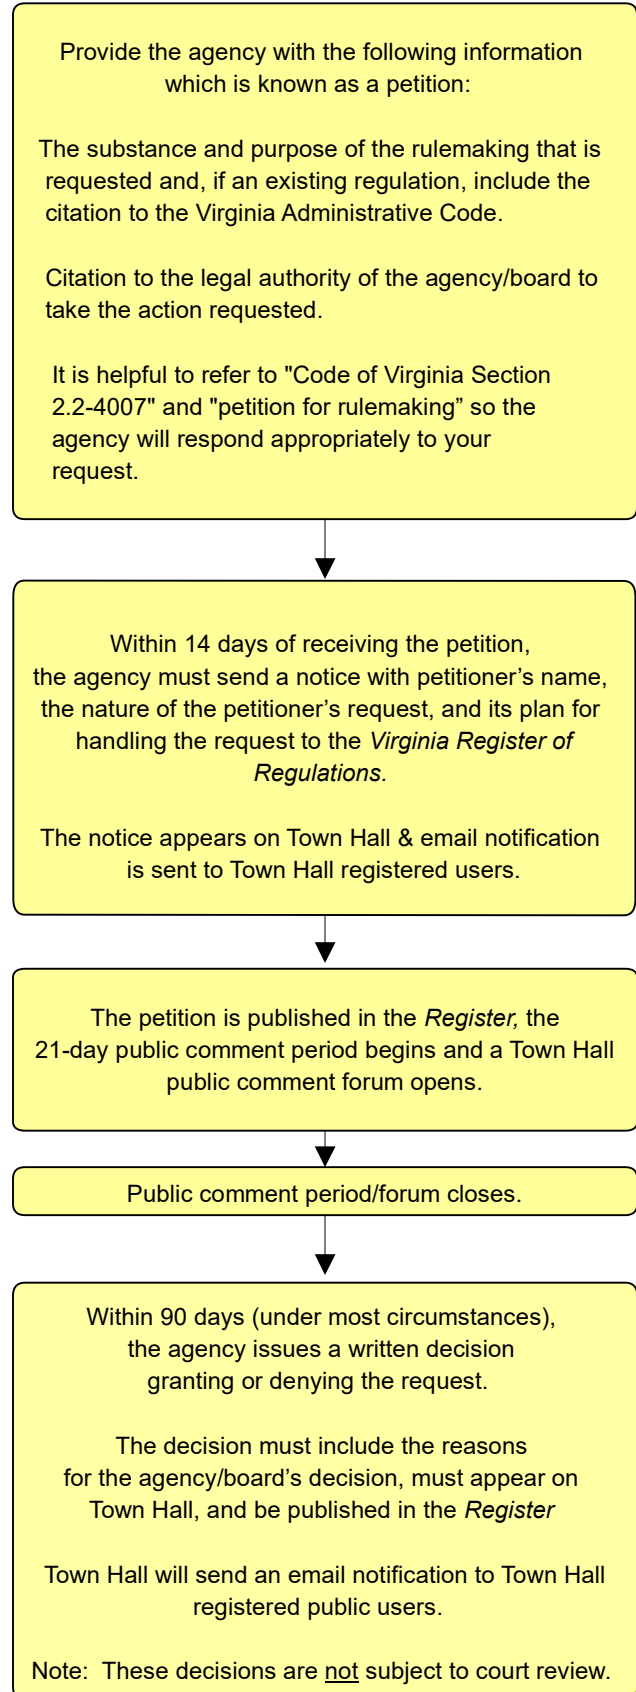 Provide the agency with the following information
which is known as a petition:
The substance and purpose of the rulemaking that is
requested and, if an existing regulation, include the
citation to the Virginia Administrative Code.
Citation to the legal authority of the agency/board to
take the action requested.
It is helpful to refer to "Code of Virginia Section
2.2-4007" and "petition for rulemaking” so the
agency will respond appropriately to your
request.
Within 14 days of receiving the petition,
the agency must send a notice with petitioner’s name,
the nature of the petitioner’s request, and its plan for
handling the request to the Virginia Register of
Regulations.
The notice appears on Town Hall & email notification
is sent to Town Hall registered users.
The petition is published in the Register, the
21-day public comment period begins and a Town Hall
public comment forum opens.
Public comment period/forum closes.
Within 90 days (under most circumstances),
the agency issues a written decision
granting or denying the request.
The decision must include the reasons
for the agency/board’s decision, must appear on
Town Hall, and be published in the Register
Town Hall will send an email notification to Town Hall
registered public users.
Note:  These decisions are not subject to court review.